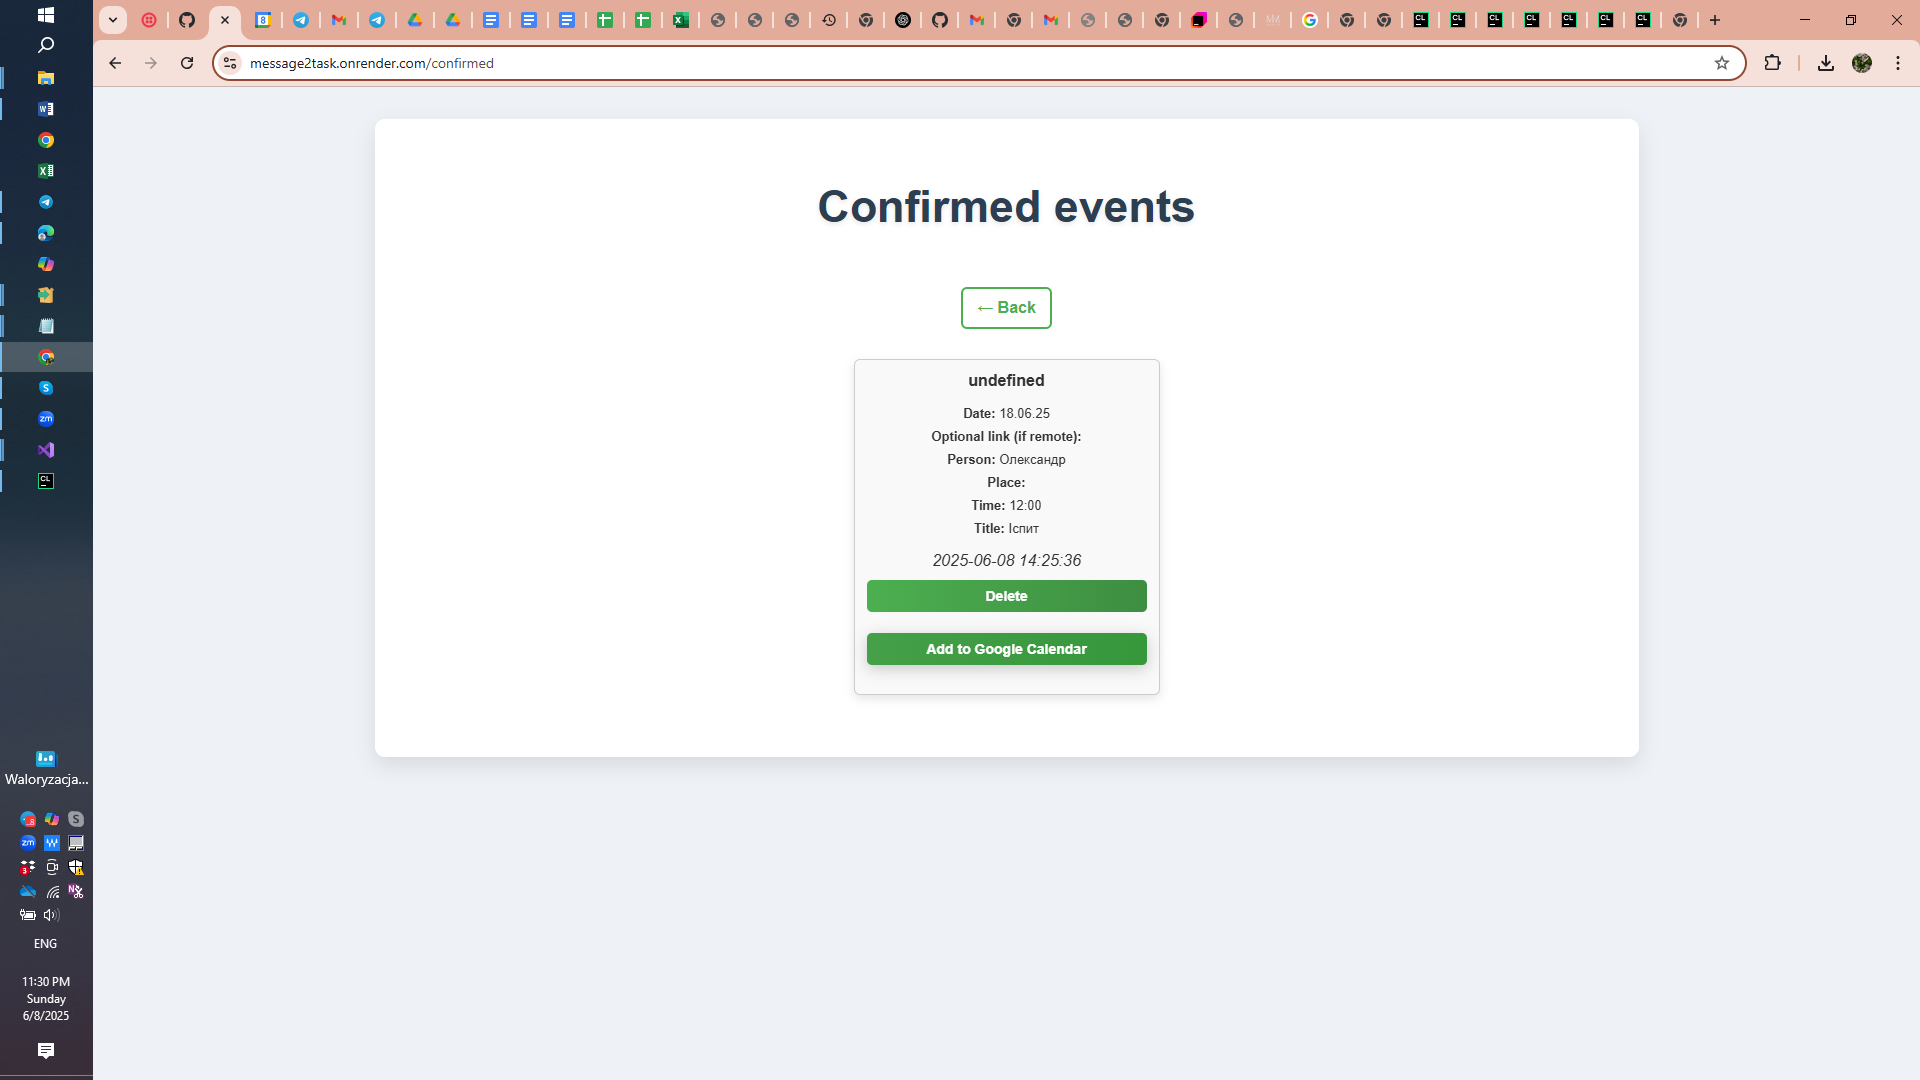 message2task.onrender.com/confirmed
Confirmed events
← Back
undefined
Date: 18.06.25
Optional link (if remote):
Person: Олександр
Place:
Time: 12:00
Title: Іспит
2025-06-08 14:25:36
Delete
Add to Google Calendar
Waloryzacja...
ENG
11:30 PM
Sunday
6/8/2025